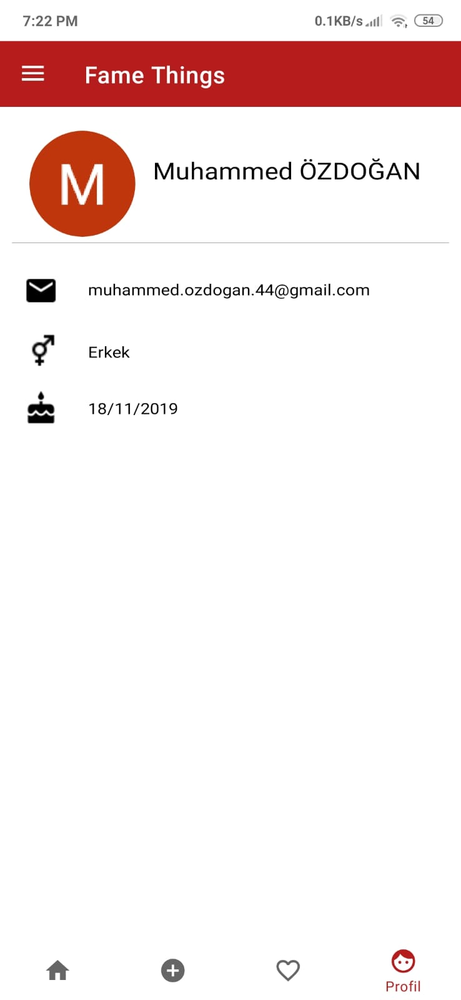 7:22 PM 0.1KB/s 54
Fame Things
M
Muhammed ÖZDOĞAN
muhammed.ozdogan.44@gmail.com
Erkek
18/11/2019
Profil